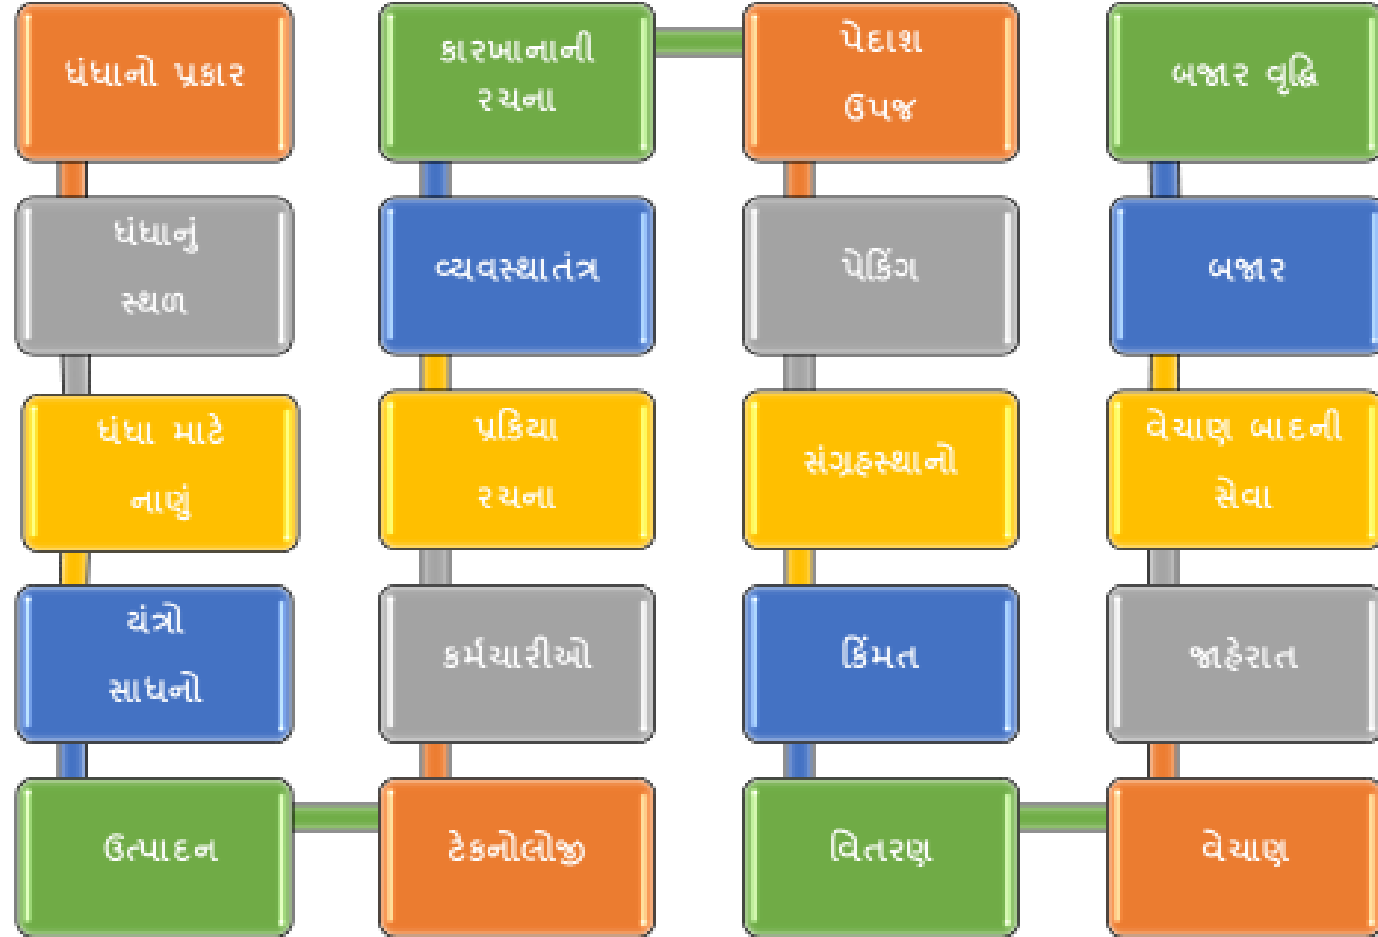 ધંધાનો પ્રકાર
ધંધાનું
સ્થળ
ધંધા માટે
નાણું
યંત્રો
સાધનો
ઉત્પાદન
ટેકનોલોજી
કર્મચારીઓ
પ્રકિયા
રચના
વ્યવસ્થાતંત્ર
કારખાનાની
રચના
પેદાશ
ઉપજ
પેકિંગ
સંગ્રહસ્થાનો
કિંમત
વિતરણ
વેચાણ
જાહેરાત
વેચાણ બાદની
સેવા
બજાર
બજાર વૃદ્ધિ